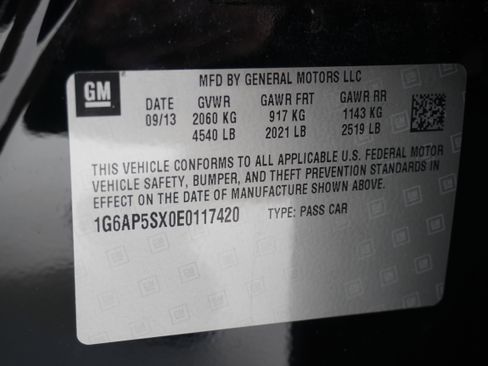 GM
MFD BY GENERAL MOTORS LLC
DATE GVWR GAWR FRT GAWR RR
09/13 2060 KG 917 KG 1143 KG
4540 LB 2021 LB 2519 LB
THIS VEHICLE CONFORMS TO ALL APPLICABLE U.S. FEDERAL MOTOR
VEHICLE SAFETY, BUMPER, AND THEFT PREVENTION STANDARDS IN
EFFECT ON THE DATE OF MANUFACTURE SHOWN ABOVE.
1G6AP5SX0E0117420 TYPE: PASS CAR